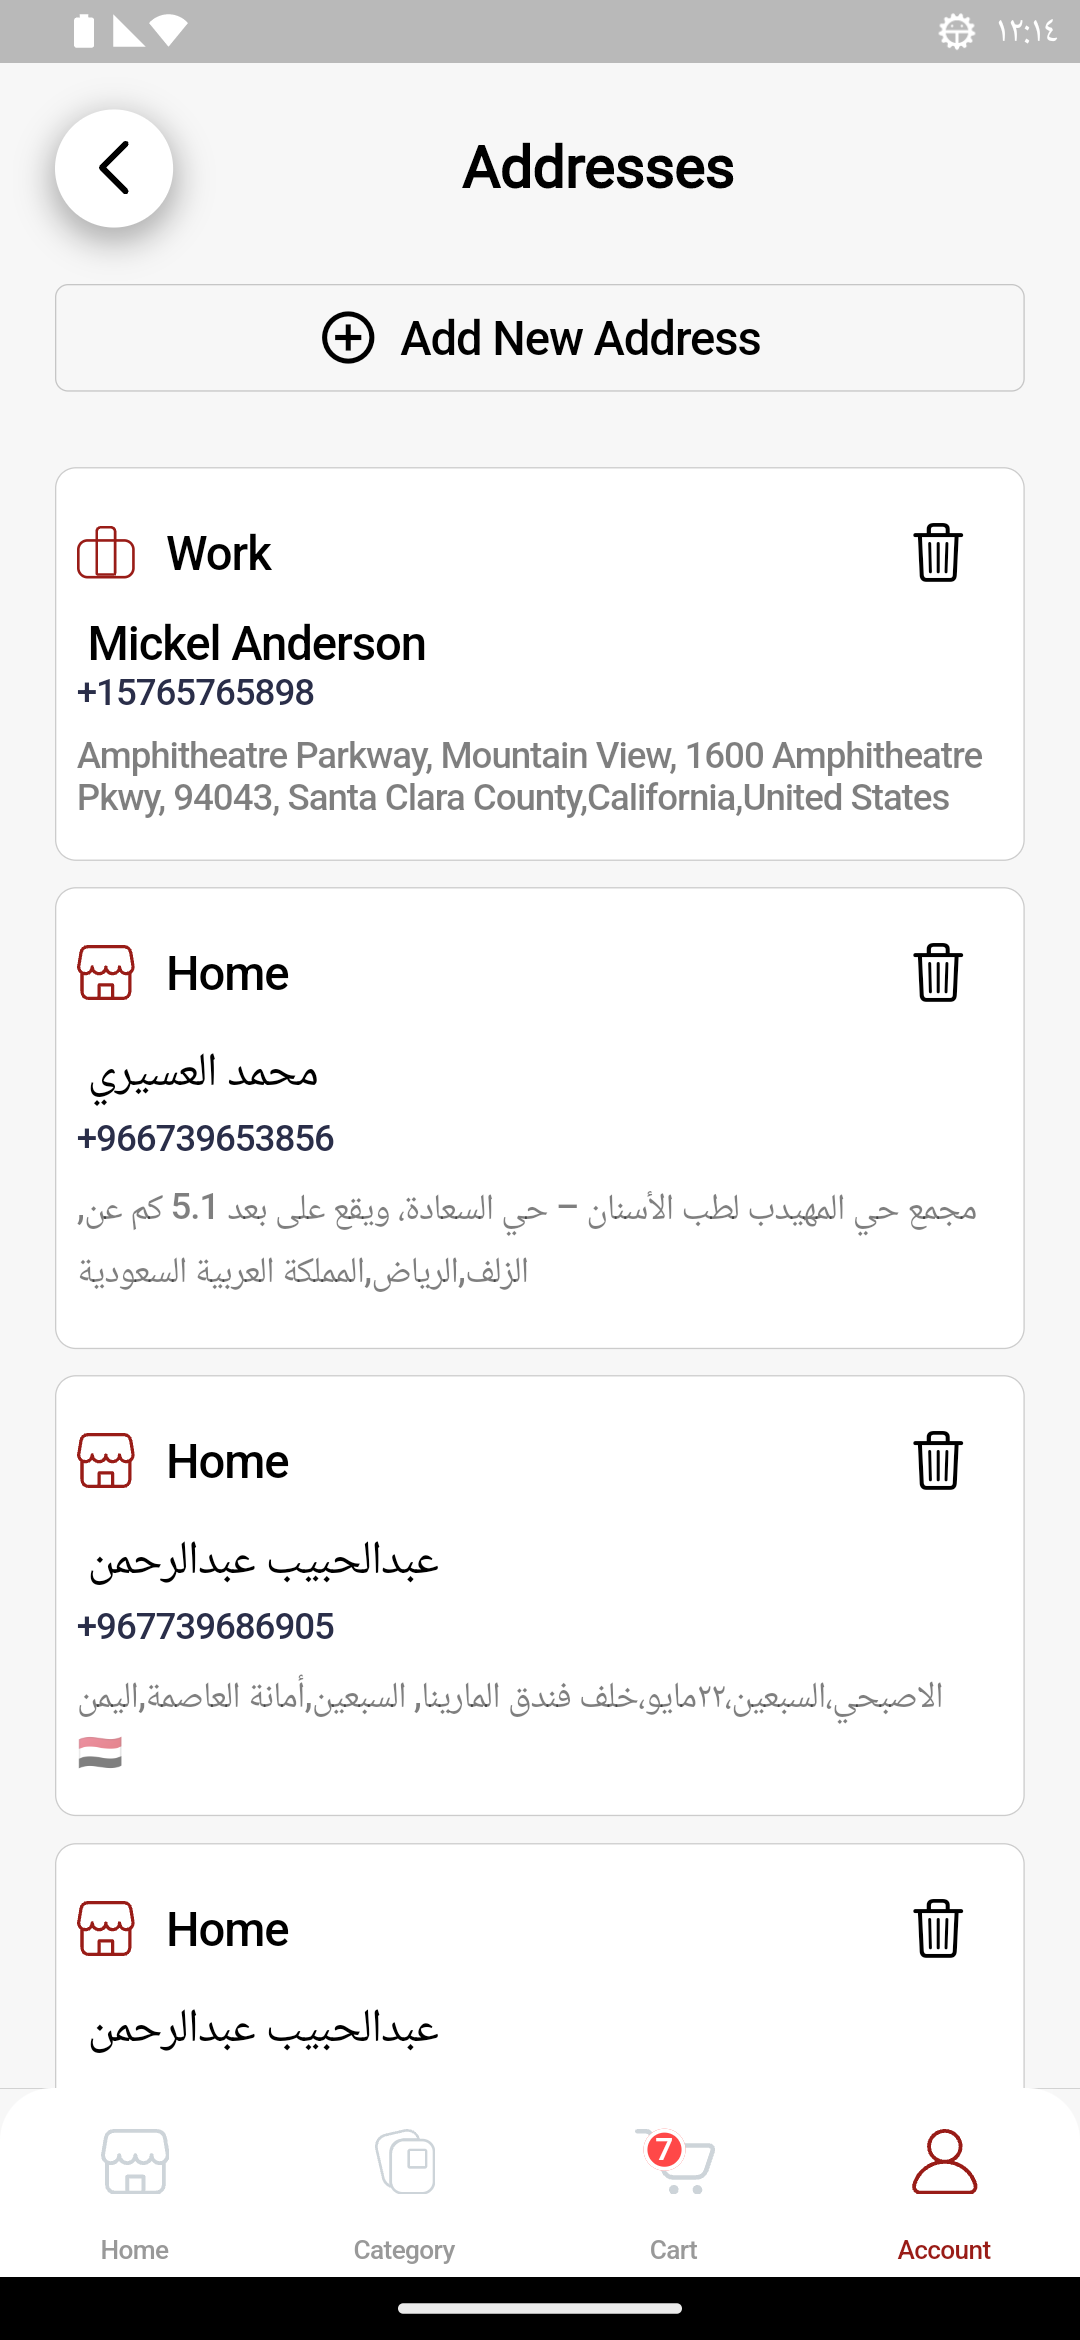 ١٢:١٤
Addresses
Add New Address
Work
Mickel Anderson
+15765765898
Amphitheatre Parkway, Mountain View, 1600 Amphitheatre
Pkwy, 94043, Santa Clara County,California,United States
Home
محمد العسيري
+966739653856
مجمع حي المهيدب لطب الأسنان – حي السعادة، ويقع على بعد 5.1 كم عن,
الزلف,الرياض,المملكة العربية السعودية
Home
عبدالحبيب عبدالرحمن
+967739686905
الاصبحي،السبعين،٢٢مايو،خلف فندق المارينا, السبعين,أمانة العاصمة,اليمن
🇾🇪
Home
عبدالحبيب عبدالرحمن
7
Home
Category
Cart
Account